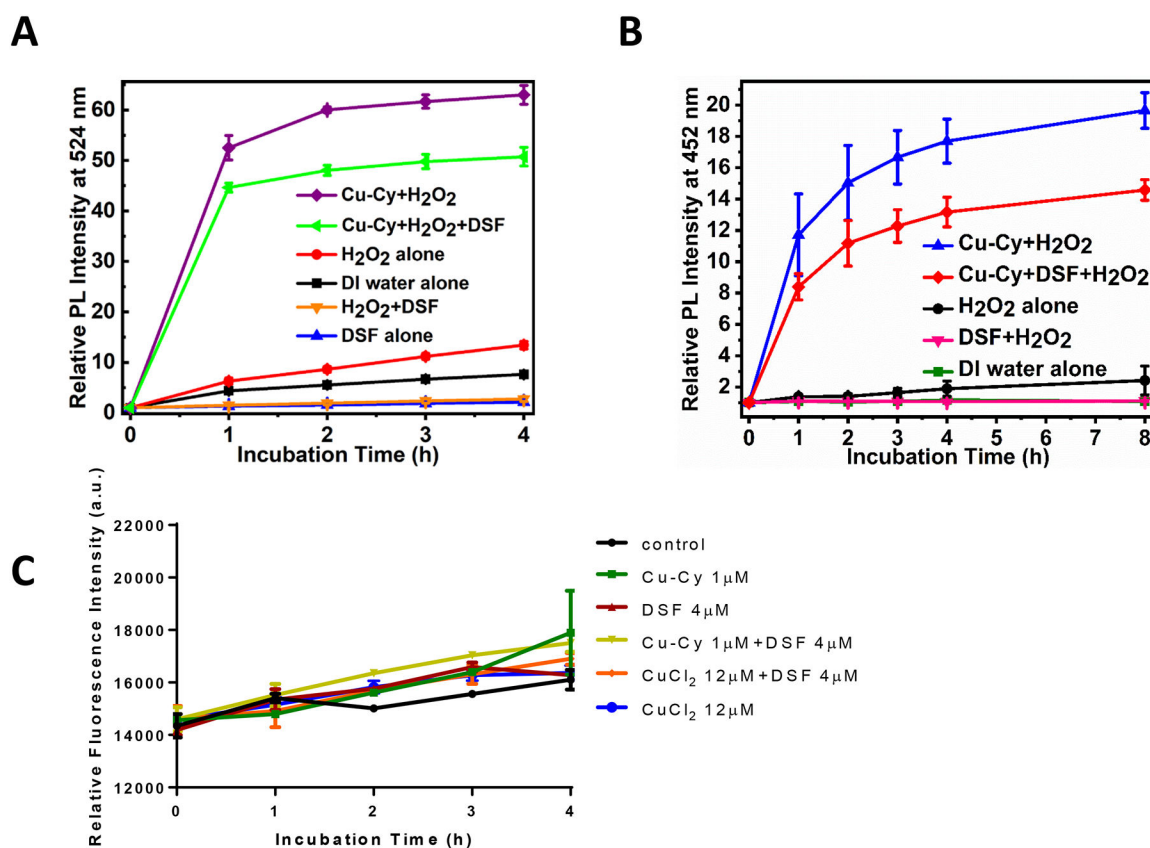 A
Relative PL Intensity at 524 nm
60
50
40
30
20
10
0
Cu-Cy+H₂O₂
Cu-Cy+H₂O₂+DSF
H₂O₂ alone
DI water alone
H₂O₂+DSF
DSF alone
0 1 2 3 4
Incubation Time (h)
B
Relative PL Intensity at 452 nm
20
18
16
14
12
10
8
6
4
2
Cu-Cy+H₂O₂
Cu-Cy+DSF+H₂O₂
H₂O₂ alone
DSF+H₂O₂
DI water alone
0 1 2 3 4 5 6 7 8
Incubation Time (h)
C
Relative Fluorescence Intensity (a.u.)
22000
20000
18000
16000
14000
12000
0 1 2 3 4
Incubation Time (h)
control
Cu-Cy 1μM
DSF 4μM
Cu-Cy 1μM+DSF 4μM
CuCl₂ 12μM+DSF 4μM
CuCl₂ 12μM